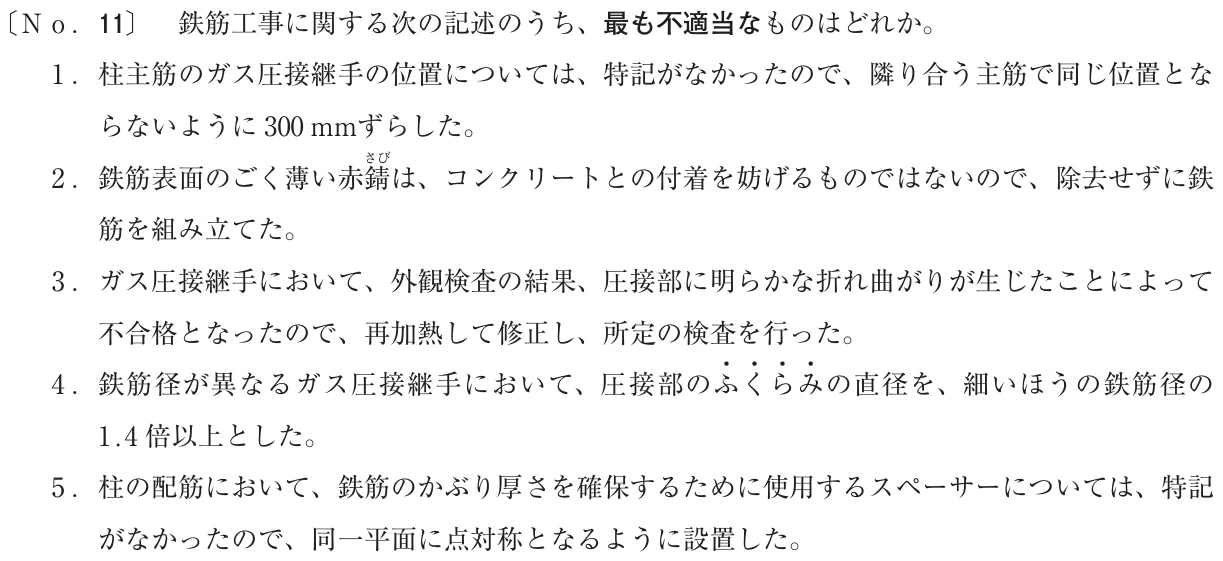 〔Ｎｏ．11〕　鉄筋工事に関する次の記述のうち、最も不適当なものはどれか。
1．柱主筋のガス圧接継手の位置については、特記がなかったので、隣り合う主筋で同じ位置とな
らないように 300 mmずらした。
2．鉄筋表面のごく薄い赤錆さびは、コンクリートとの付着を妨げるものではないので、除去せずに鉄
筋を組み立てた。
3．ガス圧接継手において、外観検査の結果、圧接部に明らかな折れ曲がりが生じたことによって
不合格となったので、再加熱して修正し、所定の検査を行った。
4．鉄筋径が異なるガス圧接継手において、圧接部のふくらみの直径を、細いほうの鉄筋径の
1.4 倍以上とした。
5．柱の配筋において、鉄筋のかぶり厚さを確保するために使用するスペーサーについては、特記
がなかったので、同一平面に点対称となるように設置した。